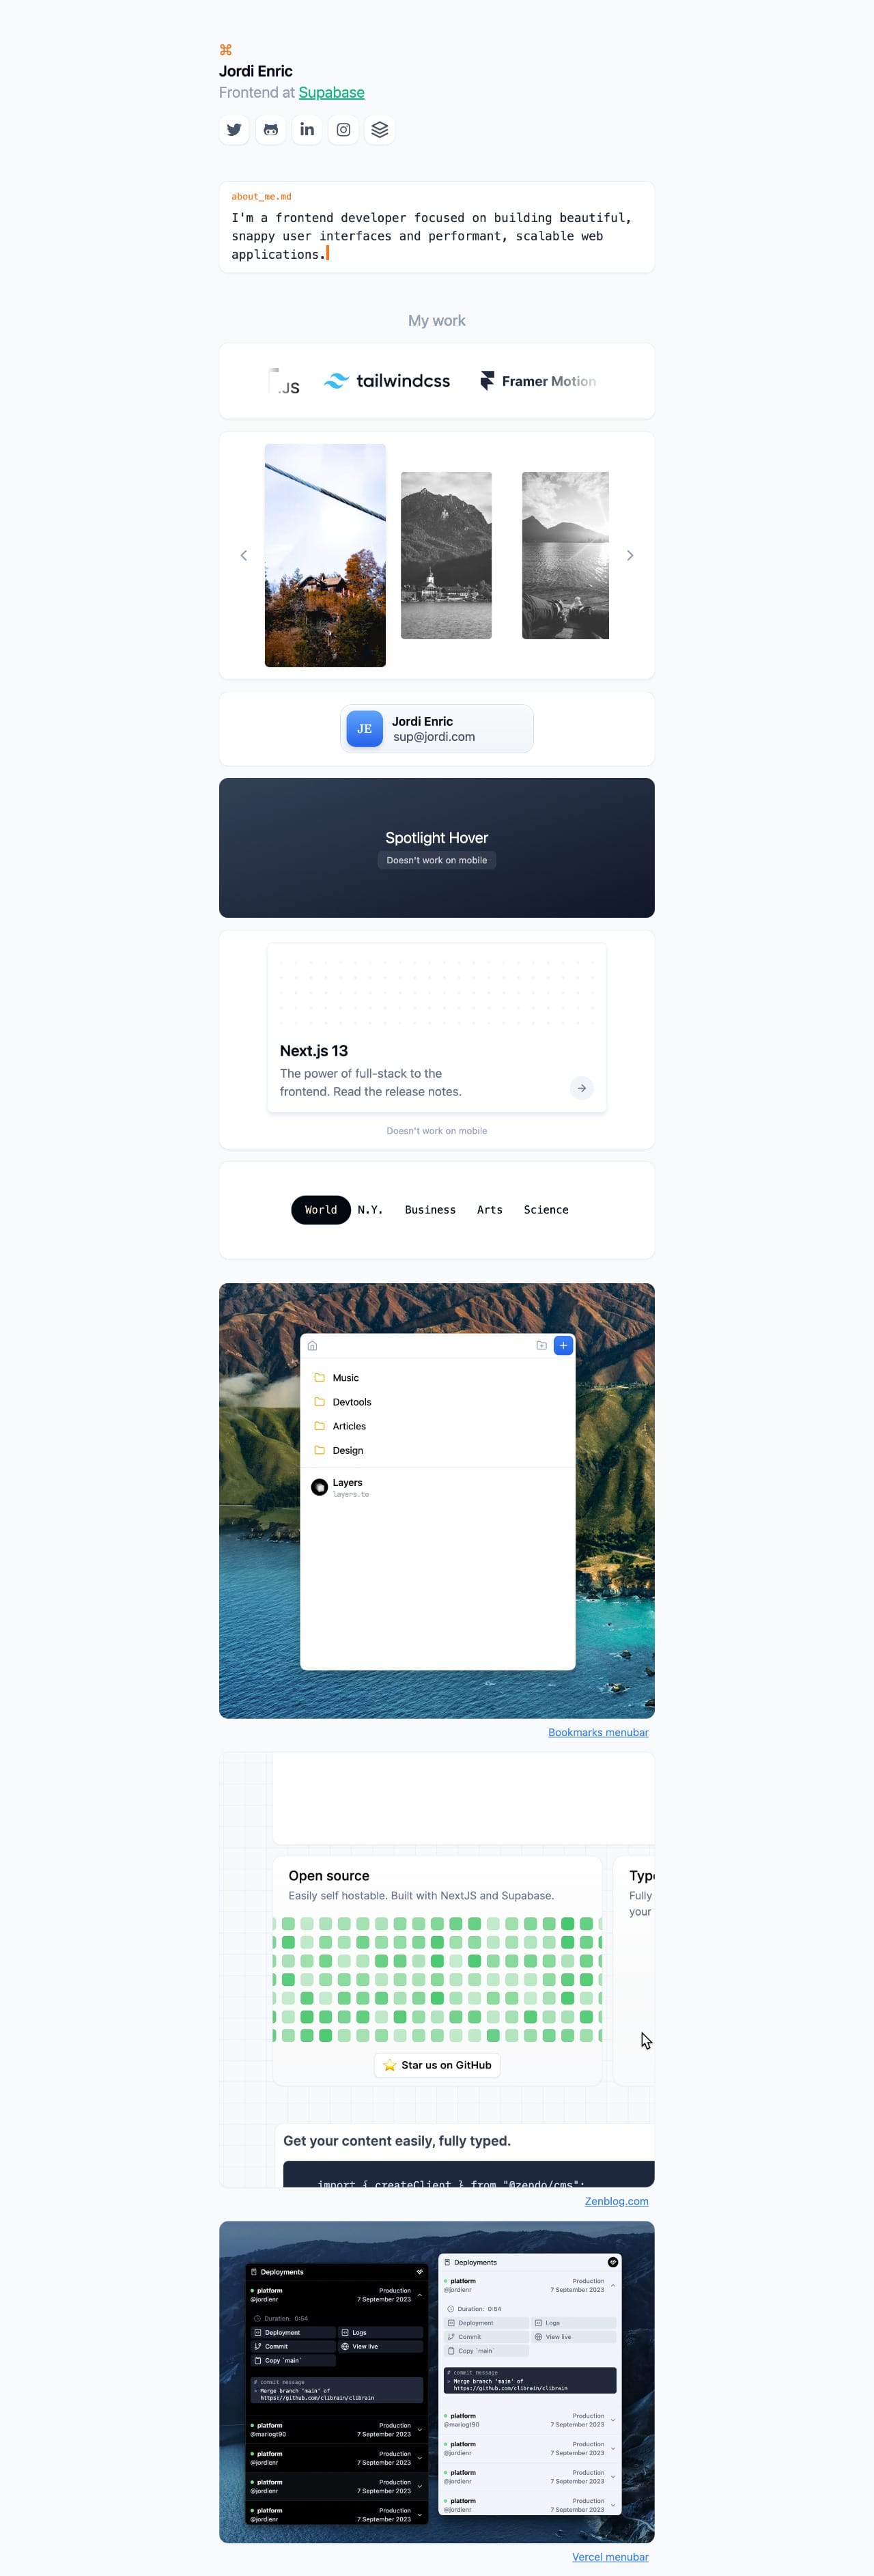 ⌘
Jordi Enric
Frontend at Supabase
about_me.md
I'm a frontend developer focused on building beautiful,
snappy user interfaces and performant, scalable web
applications.
My work
.JS
tailwindcss
Framer Motion
JE
Jordi Enric
sup@jordi.com
Spotlight Hover
Doesn't work on mobile
Next.js 13
The power of full-stack to the
frontend. Read the release notes.
Doesn't work on mobile
World N.Y. Business Arts Science
Music
Devtools
Articles
Design
Layers
layers.to
Bookmarks menubar
Open source
Easily self hostable. Built with NextJS and Supabase.
Type
Fully
your
Star us on GitHub
Get your content easily, fully typed.
import { createClient } from "@zendo/cms";
Zenblog.com
Deployments
platform Production
@jordienr 7 September 2023
Duration: 0:54
Deployment Logs
Commit View live
Copy `main`
# commit message
> Merge branch 'main' of
https://github.com/clibrain/clibrain
platform Production
@mariogt90 7 September 2023
platform Production
@jordienr 7 September 2023
platform Production
@jordienr 7 September 2023
platform Production
@jordienr 7 September 2023
Deployments
platform Production
@jordienr 7 September 2023
Duration: 0:54
Deployment Logs
Commit View live
Copy `main`
# commit message
> Merge branch 'main' of
https://github.com/clibrain/clibrain
platform Production
@mariogt90 7 September 2023
platform Production
@jordienr 7 September 2023
platform Production
@jordienr 7 September 2023
platform Production
@jordienr 7 September 2023
Vercel menubar